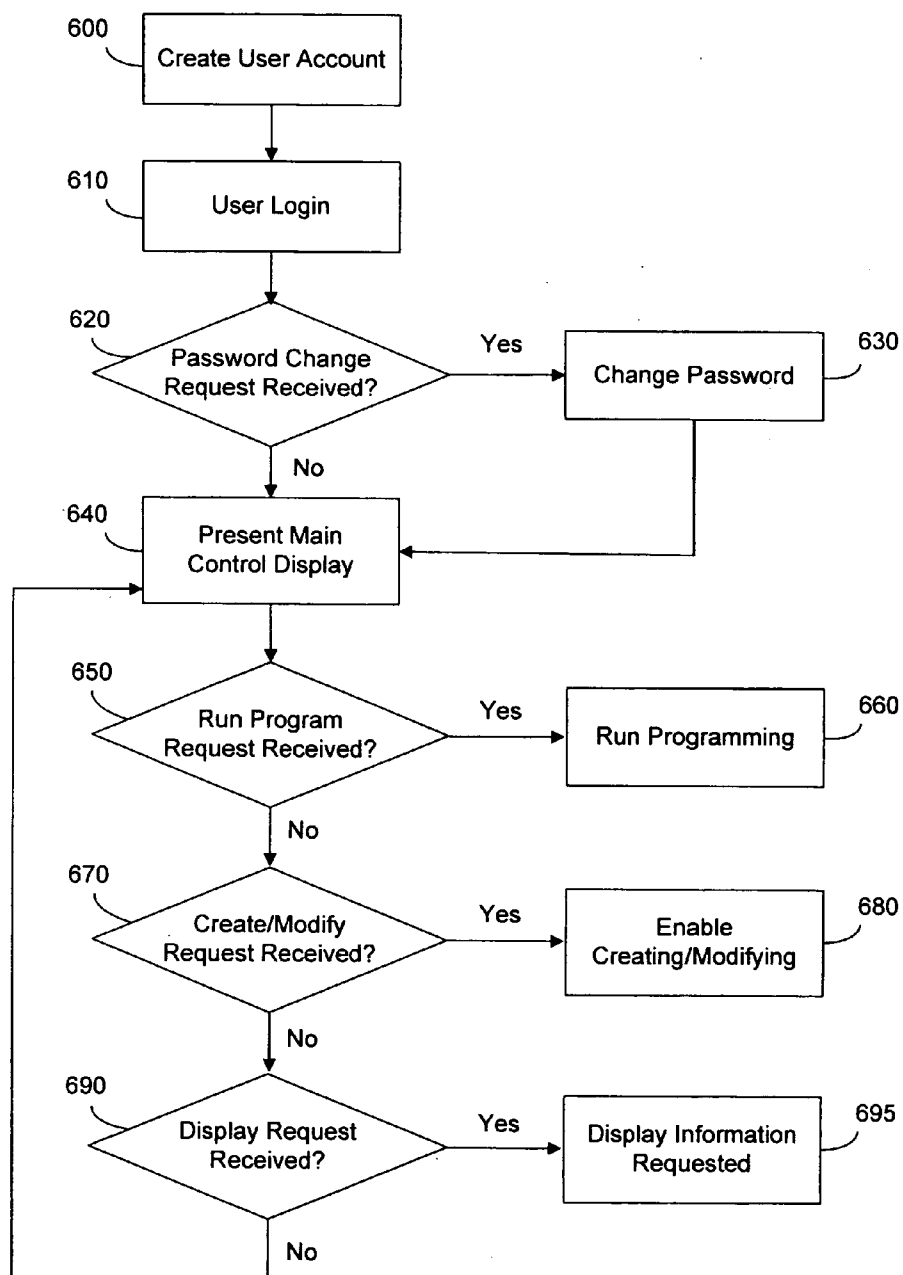 600
Create User Account
610
User Login
620
Password Change
Request Received?
Yes
630
Change Password
No
640
Present Main
Control Display
650
Run Program
Request Received?
Yes
660
Run Programming
No
670
Create/Modify
Request Received?
Yes
680
Enable
Creating/Modifying
No
690
Display Request
Received?
Yes
695
Display Information
Requested
No